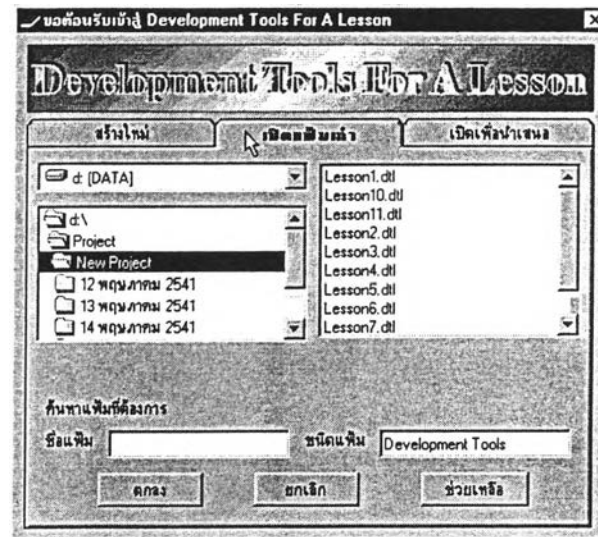 ขอต้อนรับเข้าสู่ Development Tools For A Lesson
Development Tools For A Lesson
สร้างใหม่ เปิดแฟ้มเก่า เปิดเพื่อนำเสนอ
d: [DATA]
d:\
Project
New Project
12 พฤษภาคม 2541
13 พฤษภาคม 2541
14 พฤษภาคม 2541
Lesson1.dtl
Lesson10.dtl
Lesson11.dtl
Lesson2.dtl
Lesson3.dtl
Lesson4.dtl
Lesson5.dtl
Lesson6.dtl
Lesson7.dtl
ค้นหาแฟ้มที่ต้องการ
ชื่อแฟ้ม ชนิดแฟ้ม Development Tools
ตกลง ยกเลิก ช่วยเหลือ